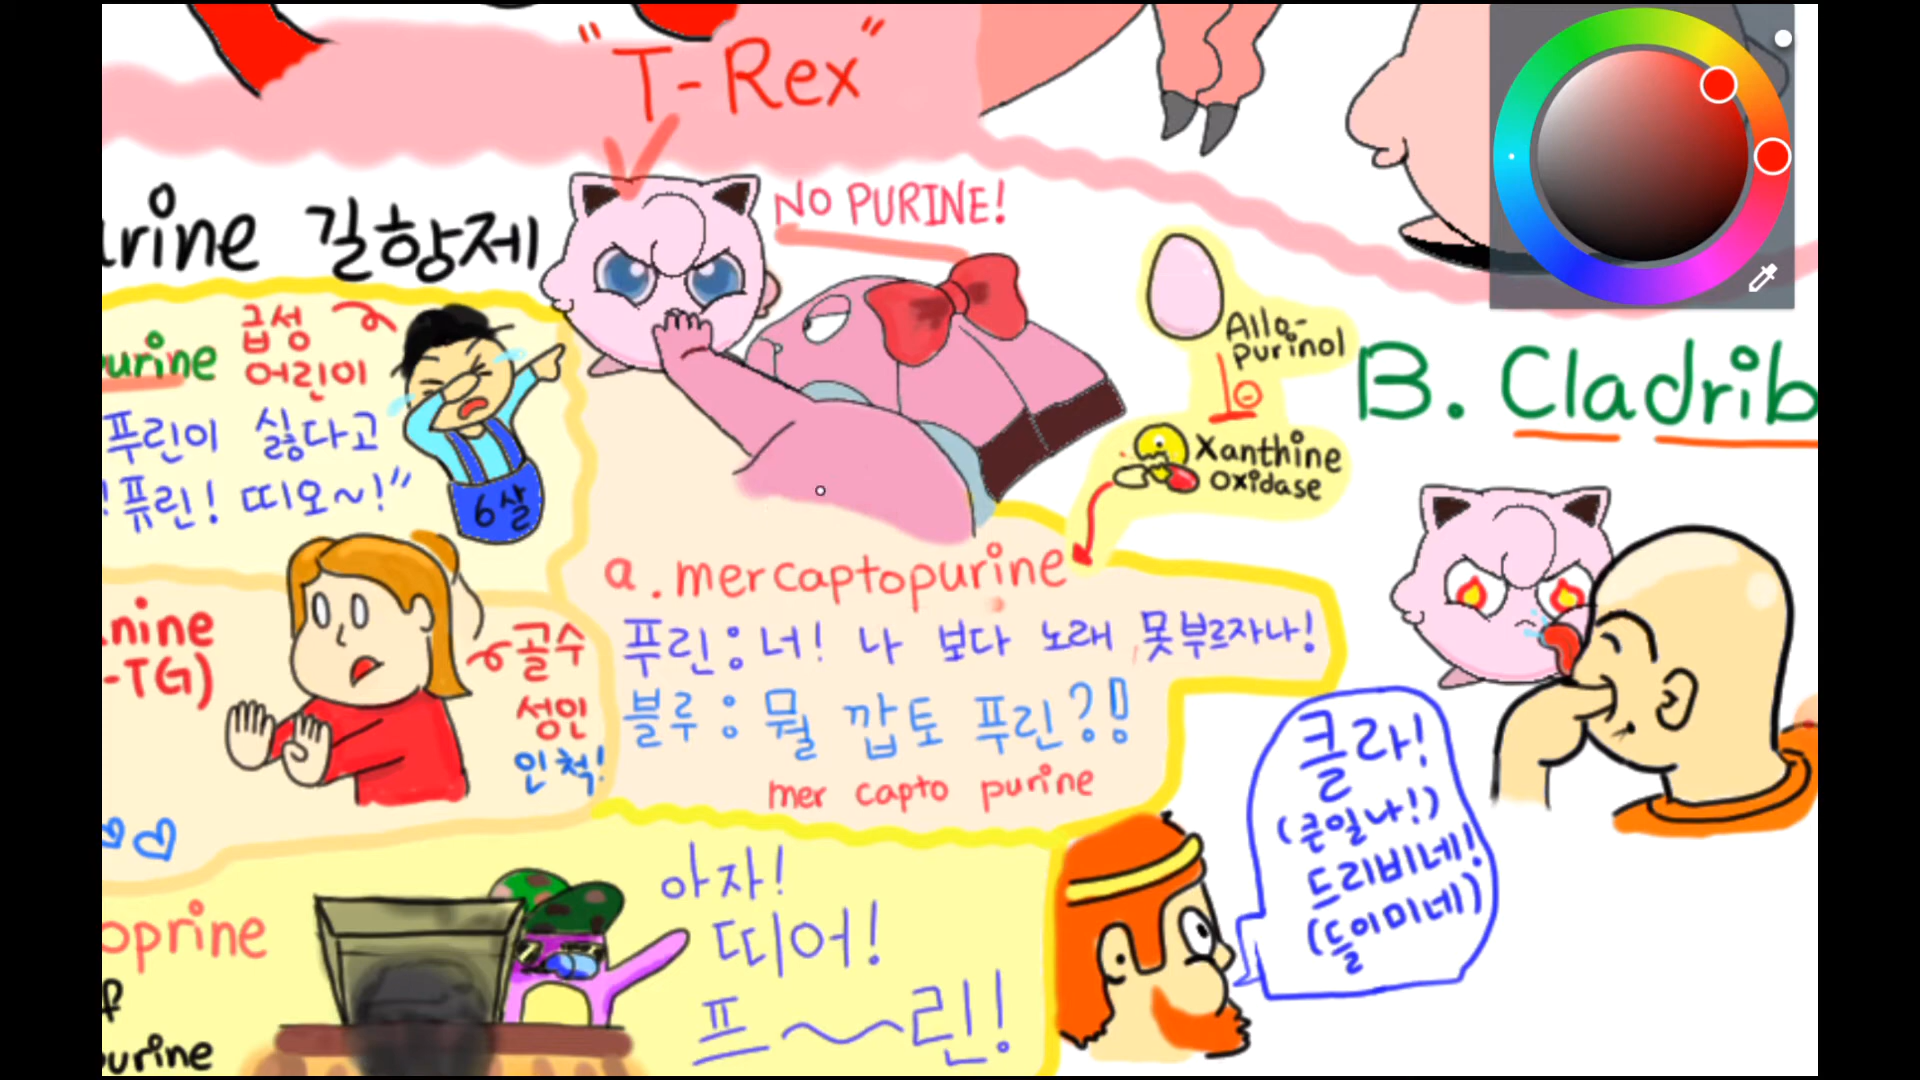 "T-Rex"
NO PURINE!
urine 길항제
purine
급성
어린이
푸린이 싫다고
!퓨린! 띠오~!"
6살
Allo-
purinol
Xanthine
oxidase
B. Cladrib
a. mercaptopurine
푸린 : 너! 나 보다 노래 못부르자나!
블루 : 뭘 깝토 푸린?!
mer capto purine
nine
-TG)
골수
성인
인척!
클라!
(큰일나!)
드리비네!
(들이미네)
아자!
띠어!
프~~린!
oprine
f
purine